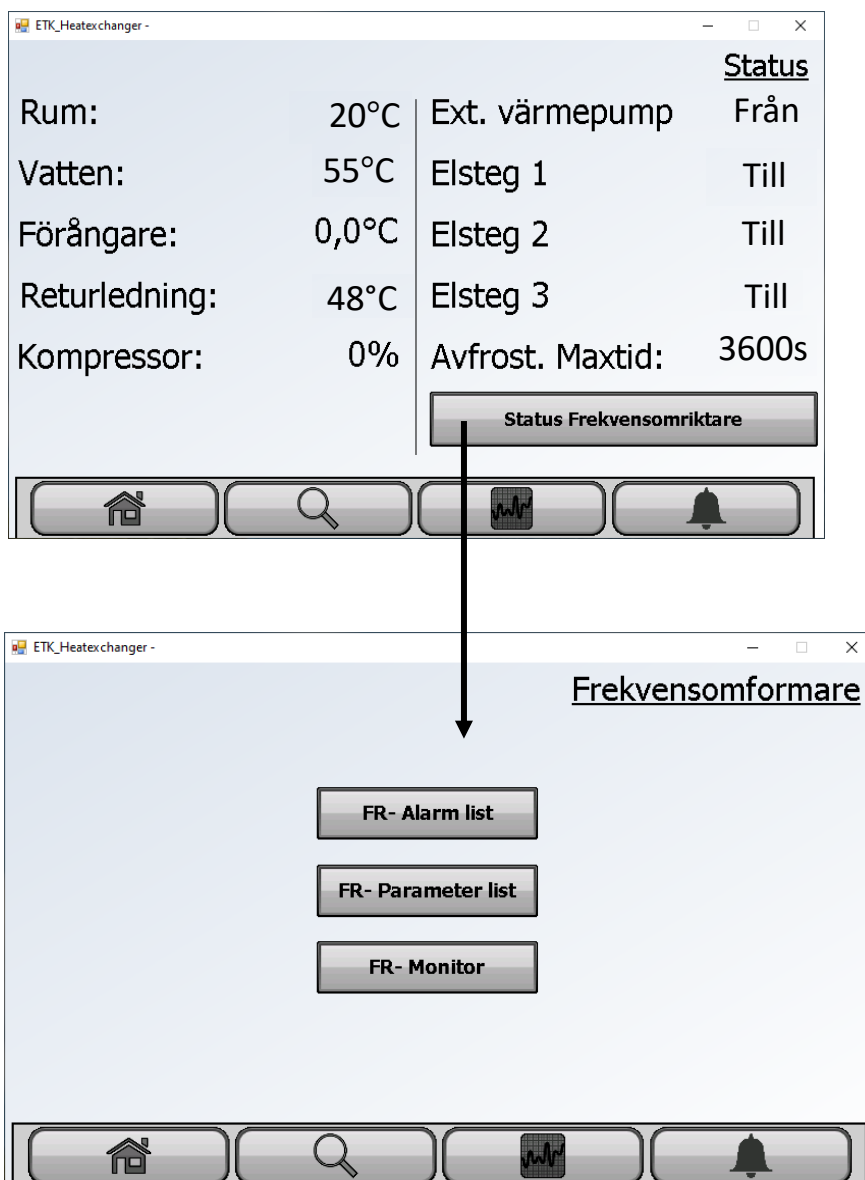 ETK_Heatexchanger -
Status
Rum: 20°C Ext. värmepump Från
Vatten: 55°C Elsteg 1 Till
Förångare: 0,0°C Elsteg 2 Till
Returledning: 48°C Elsteg 3 Till
Kompressor: 0% Avfrost. Maxtid: 3600s
Status Frekvensomriktare
ETK_Heatexchanger -
Frekvensomformare
FR- Alarm list
FR- Parameter list
FR- Monitor